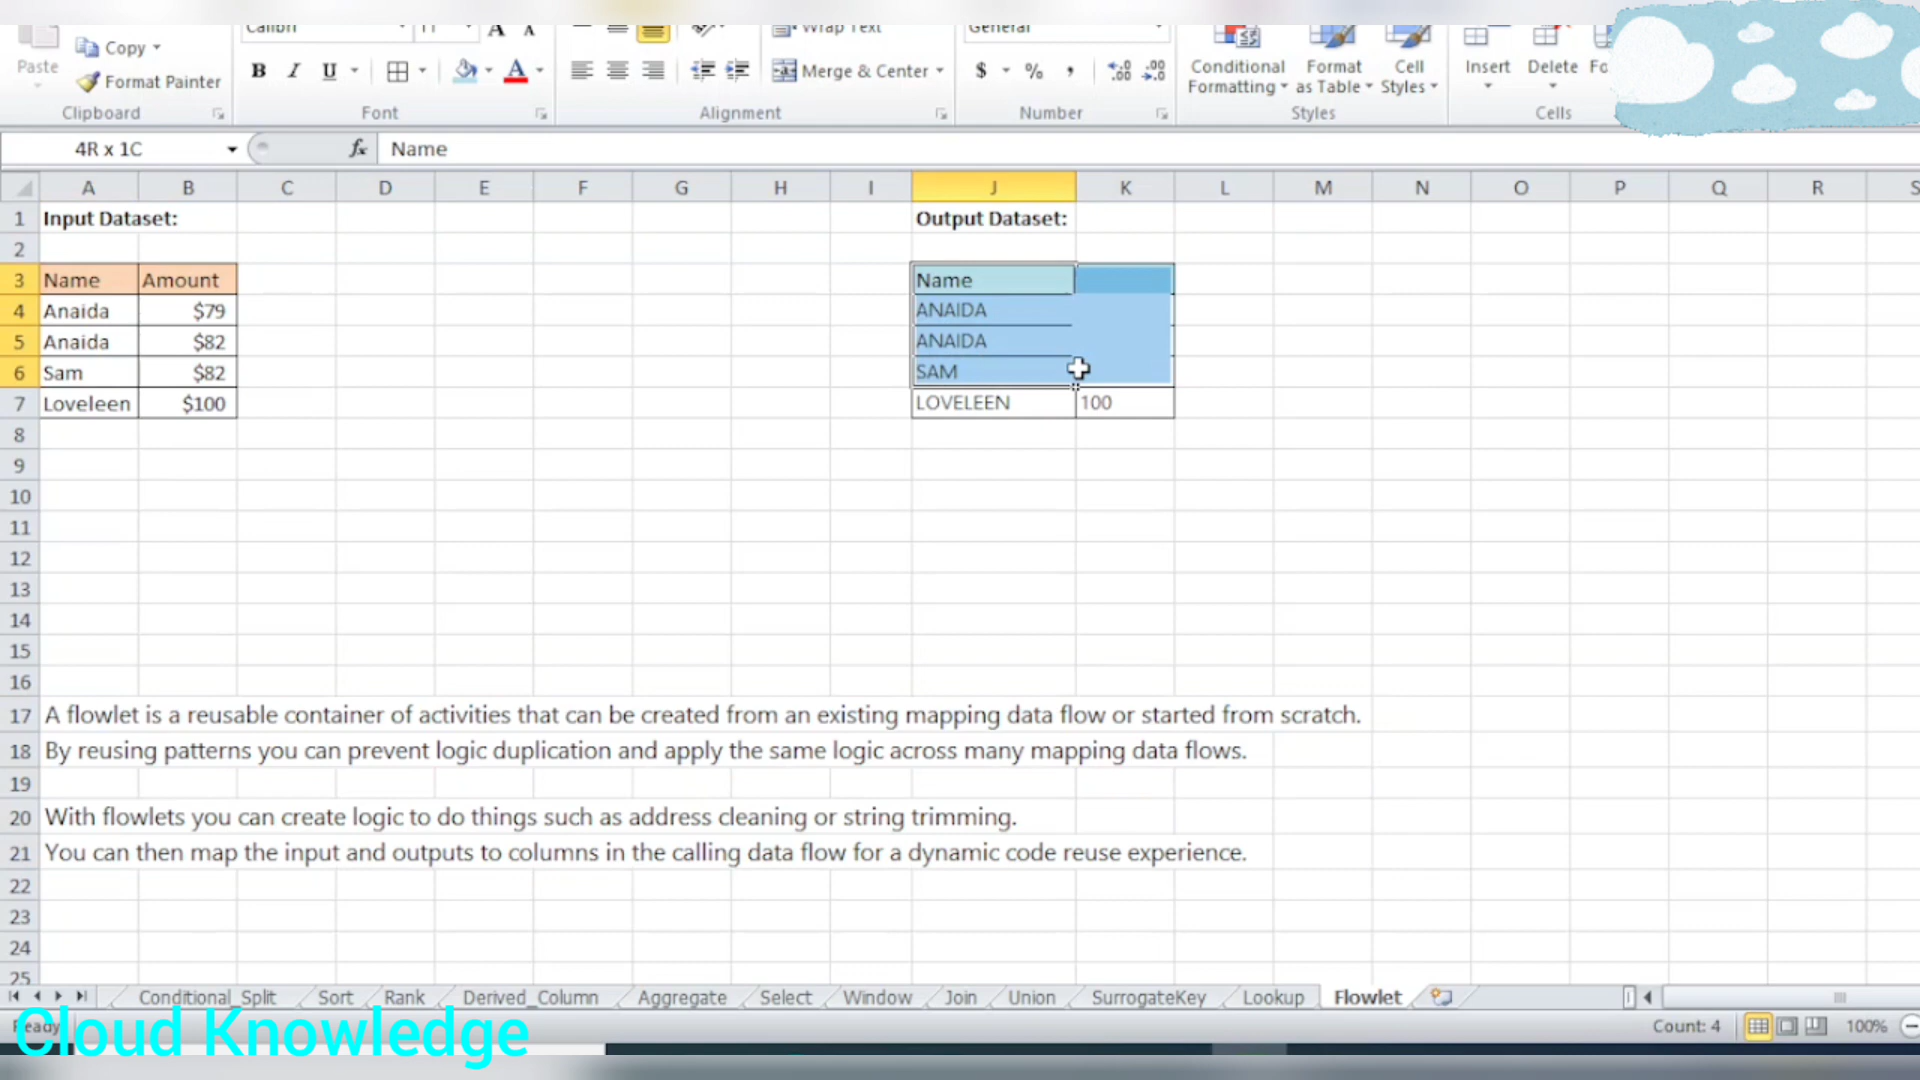 Calibri 11 A A Wrap Text General
Paste Copy
Format Painter
B I U A Merge & Center $ % , Conditional Formatting Format as Table Cell Styles Insert Delete Fo
Clipboard Font Alignment Number Styles Cells
4R x 1C fx Name
A B C D E F G H I J K L M N O P Q R S
1 Input Dataset: Output Dataset:
2
3 Name Amount Name
4 Anaida $79 ANAIDA
5 Anaida $82 ANAIDA
6 Sam $82 SAM
7 Loveleen $100 LOVELEEN 100
8
9
10
11
12
13
14
15
16
17 A flowlet is a reusable container of activities that can be created from an existing mapping data flow or started from scratch.
18 By reusing patterns you can prevent logic duplication and apply the same logic across many mapping data flows.
19
20 With flowlets you can create logic to do things such as address cleaning or string trimming.
21 You can then map the input and outputs to columns in the calling data flow for a dynamic code reuse experience.
22
23
24
25
Conditional_Split Sort Rank Derived_Column Aggregate Select Window Join Union SurrogateKey Lookup Flowlet
Ready Count: 4 100%
Cloud Knowledge